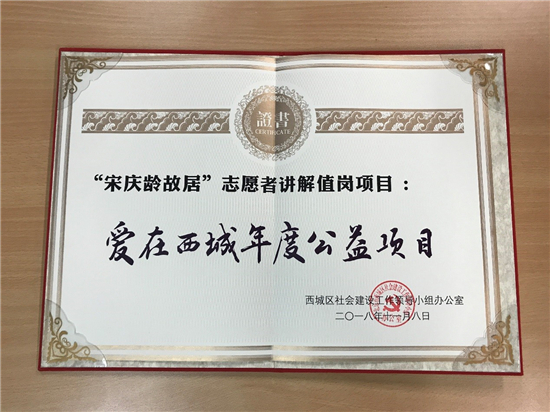 證書
CERTIFICATE
“宋庆龄故居”志愿者讲解值岗项目：
爱在西城年度公益项目
西城区社会建设工作领导小组办公室
二〇一八年十一月八日